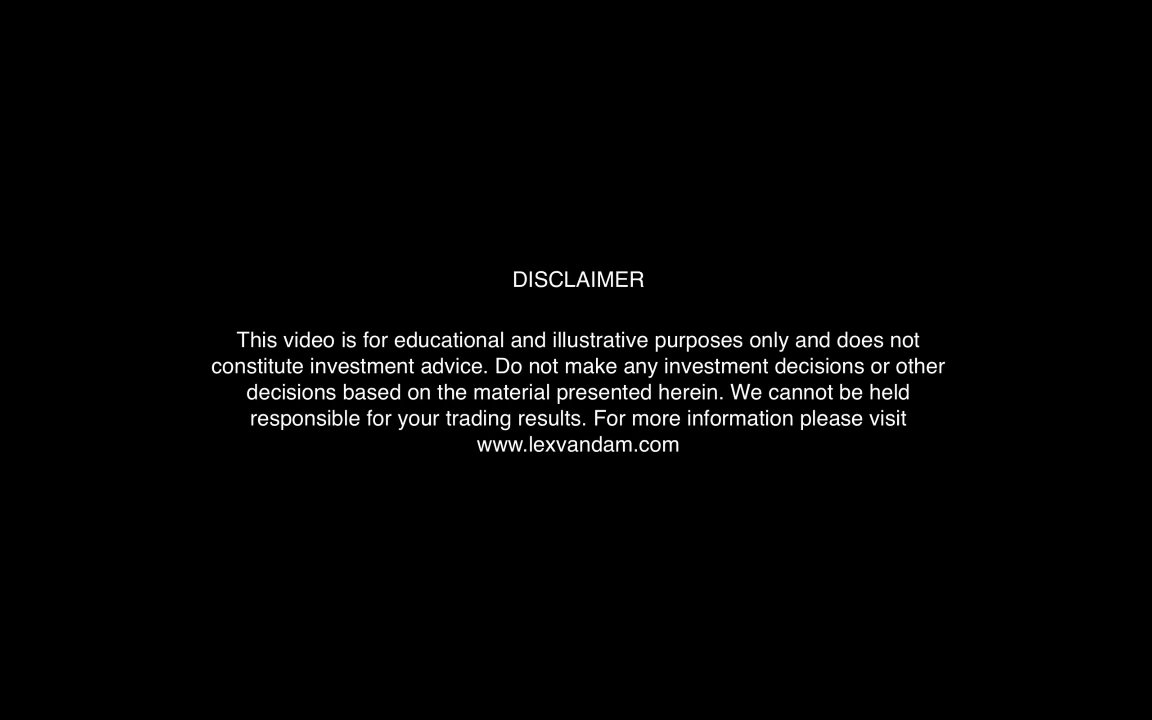 DISCLAIMER
This video is for educational and illustrative purposes only and does not
constitute investment advice. Do not make any investment decisions or other
decisions based on the material presented herein. We cannot be held
responsible for your trading results. For more information please visit
www.lexvandam.com